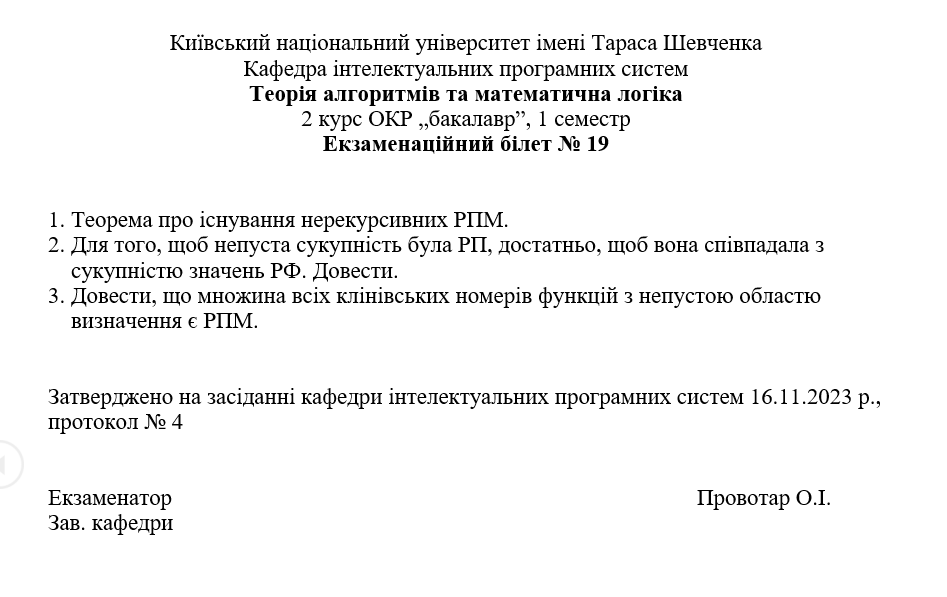 Київський національний університет імені Тараса Шевченка
Кафедра інтелектуальних програмних систем
Теорія алгоритмів та математична логіка
2 курс ОКР „бакалавр”, 1 семестр
Екзаменаційний білет № 19
1. Теорема про існування нерекурсивних РПМ.
2. Для того, щоб непуста сукупність була РП, достатньо, щоб вона співпадала з
сукупністю значень РФ. Довести.
3. Довести, що множина всіх клінівських номерів функцій з непустою областю
визначення є РПМ.
Затверджено на засіданні кафедри інтелектуальних програмних систем 16.11.2023 р.,
протокол № 4
Екзаменатор Провотар О.І.
Зав. кафедри